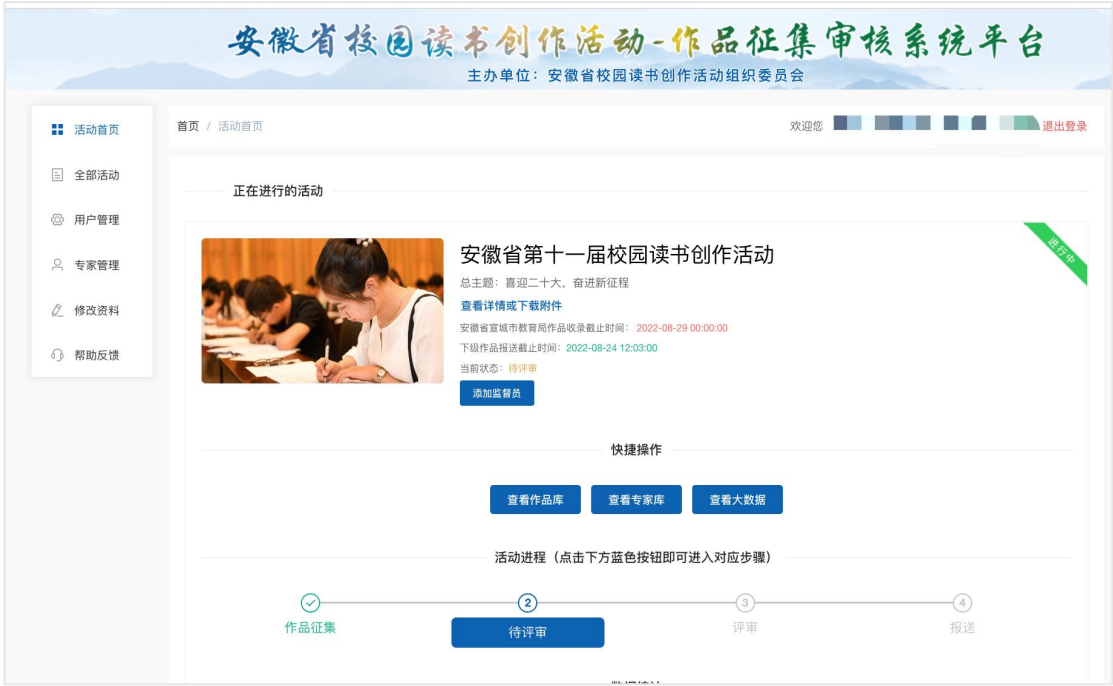 安徽省校园读书创作活动-作品征集审核系统平台
主办单位：安徽省校园读书创作活动组织委员会
活动首页
全部活动
用户管理
专家管理
修改资料
帮助反馈
首页 / 活动首页
欢迎您
退出登录
正在进行的活动
进行中
安徽省第十一届校园读书创作活动
总主题：喜迎二十大，奋进新征程
查看详情或下载附件
安徽省宣城市教育局作品收录截止时间： 2022-08-29 00:00:00
下级作品报送截止时间：2022-08-24 12:03:00
当前状态：待评审
添加监督员
快捷操作
查看作品库 查看专家库 查看大数据
活动进程（点击下方蓝色按钮即可进入对应步骤）
2 3 4
作品征集 待评审 评审 报送